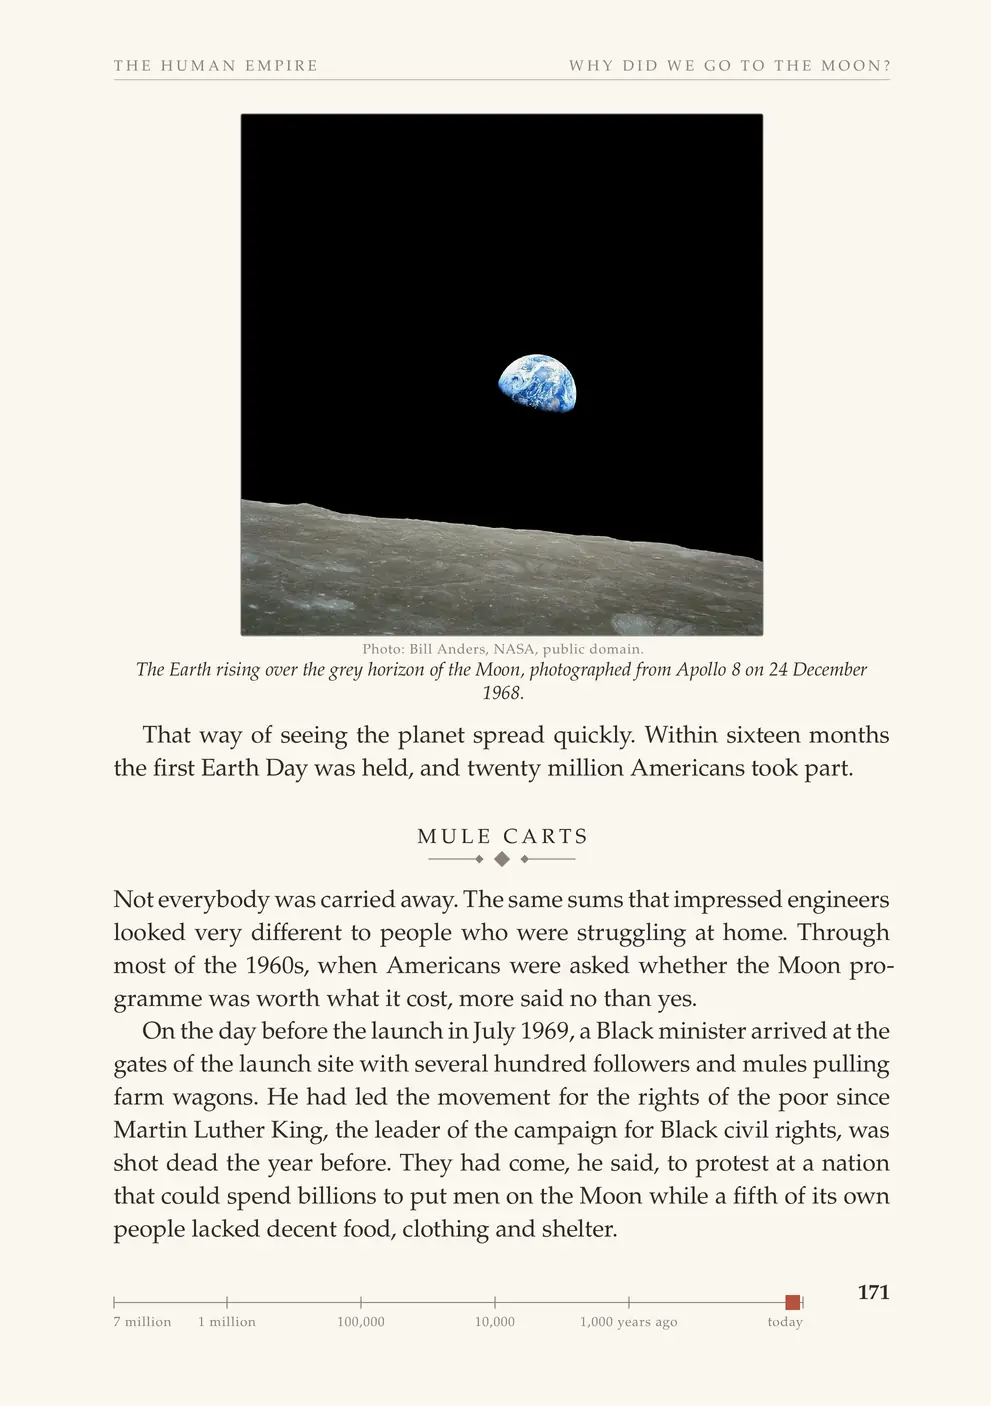 THE HUMAN EMPIRE
WHY DID WE GO TO THE MOON?
Photo: Bill Anders, NASA, public domain.
The Earth rising over the grey horizon of the Moon, photographed from Apollo 8 on 24 December
1968.
That way of seeing the planet spread quickly. Within sixteen months
the first Earth Day was held, and twenty million Americans took part.
MULE CARTS
Not everybody was carried away. The same sums that impressed engineers
looked very different to people who were struggling at home. Through
most of the 1960s, when Americans were asked whether the Moon pro-
gramme was worth what it cost, more said no than yes.
On the day before the launch in July 1969, a Black minister arrived at the
gates of the launch site with several hundred followers and mules pulling
farm wagons. He had led the movement for the rights of the poor since
Martin Luther King, the leader of the campaign for Black civil rights, was
shot dead the year before. They had come, he said, to protest at a nation
that could spend billions to put men on the Moon while a fifth of its own
people lacked decent food, clothing and shelter.
171
7 million 1 million 100,000 10,000 1,000 years ago today